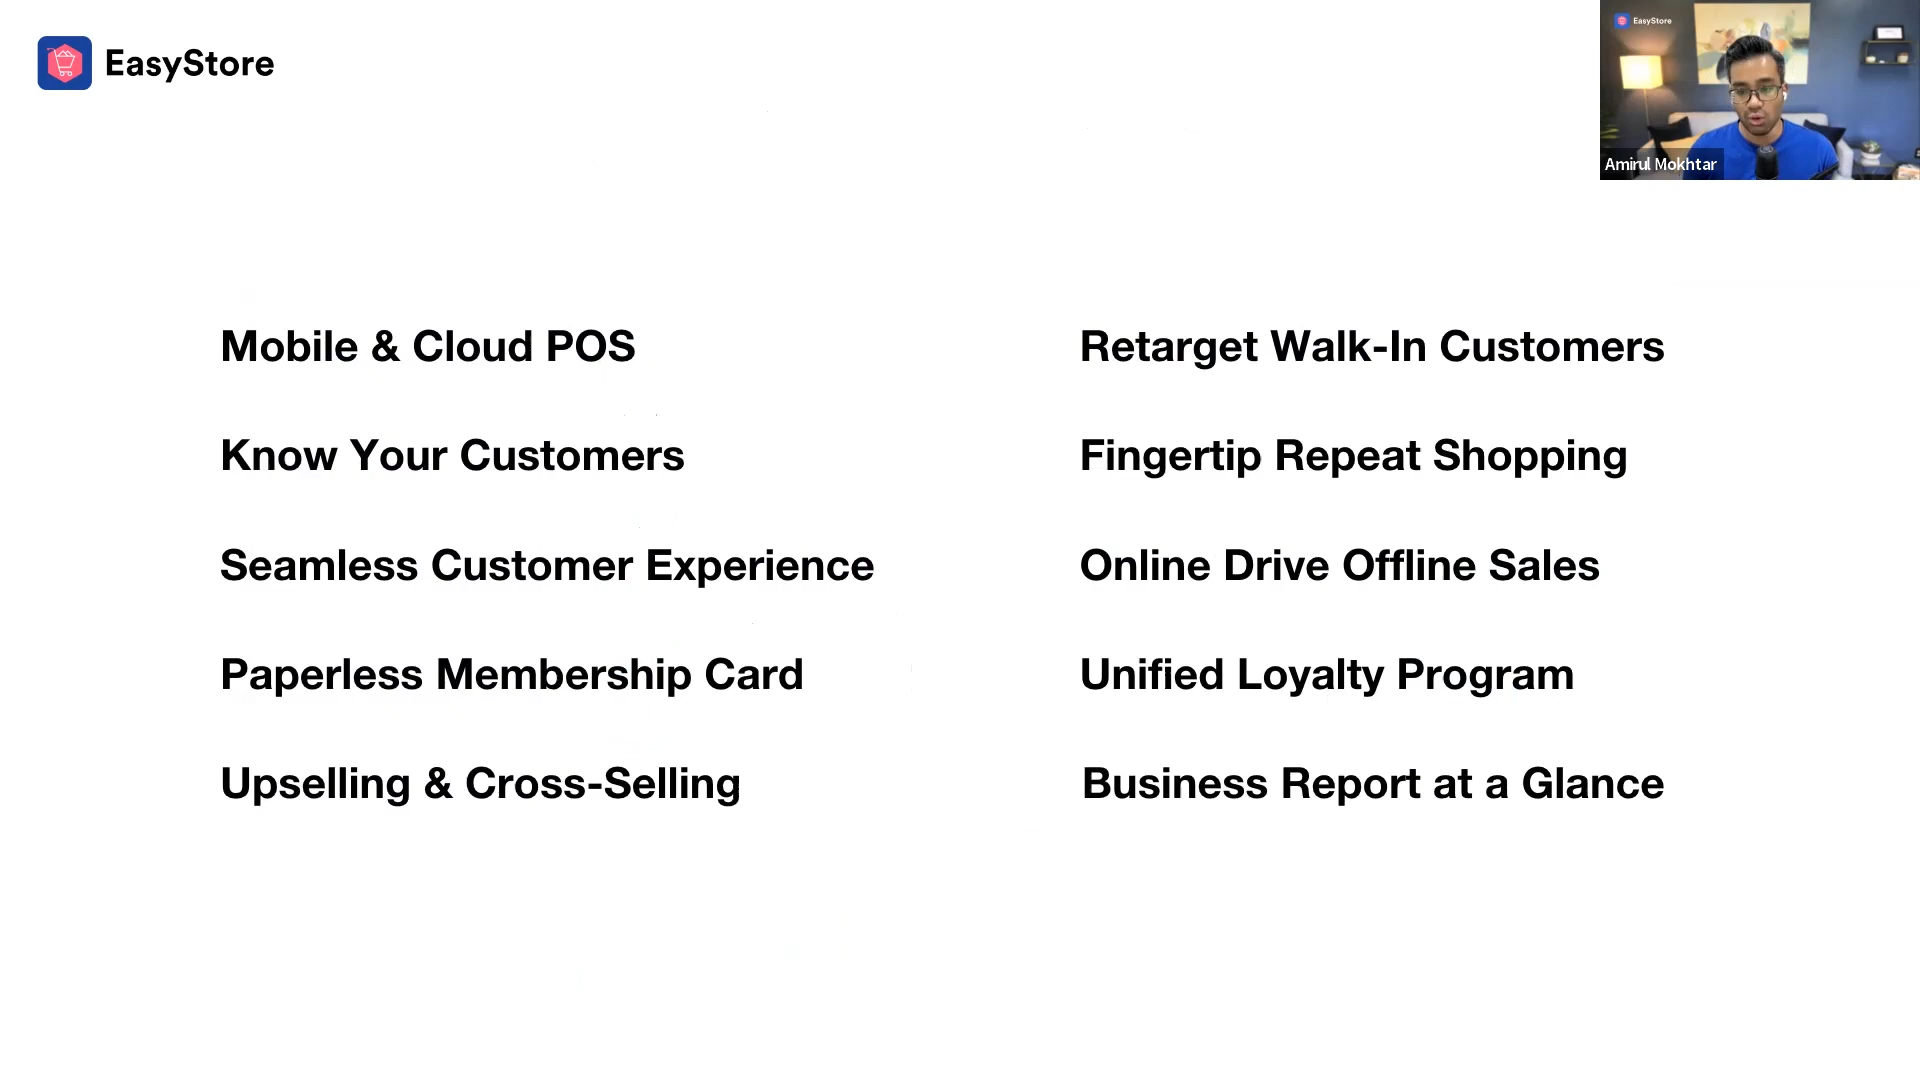 EasyStore
EasyStore
Amirul Mokhtar
Mobile & Cloud POS
Know Your Customers
Seamless Customer Experience
Paperless Membership Card
Upselling & Cross-Selling
Retarget Walk-In Customers
Fingertip Repeat Shopping
Online Drive Offline Sales
Unified Loyalty Program
Business Report at a Glance